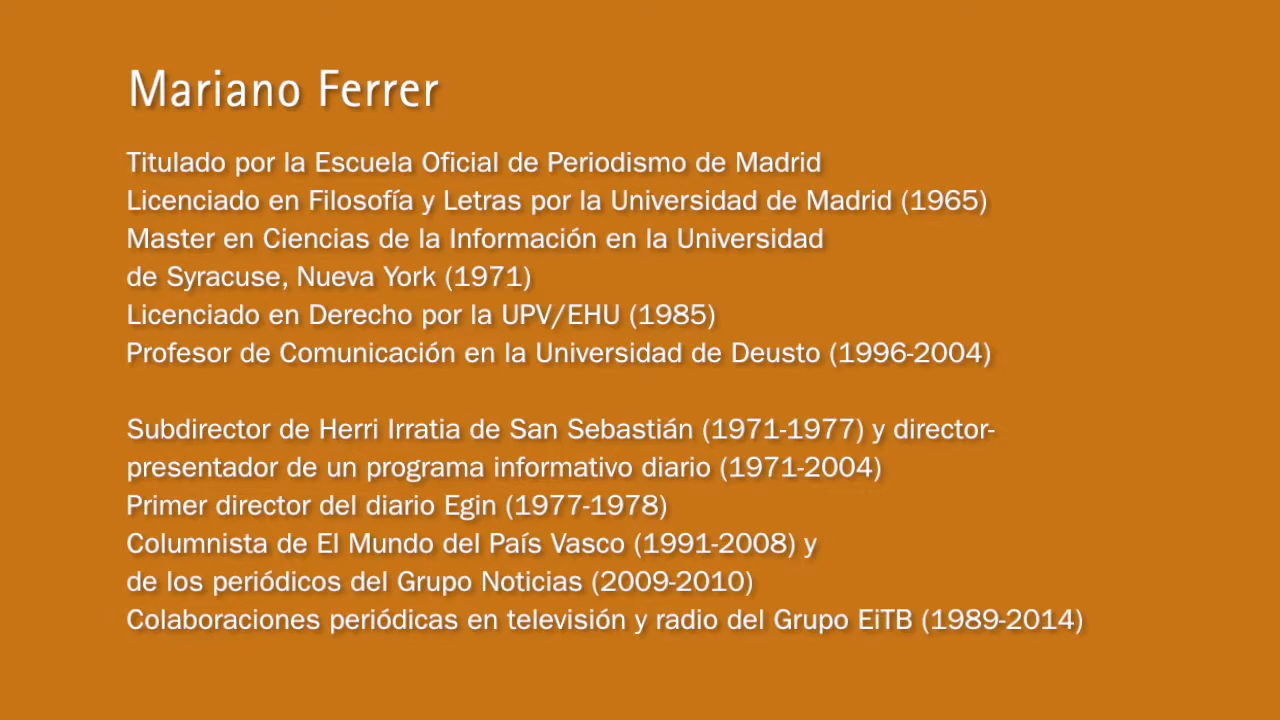 Mariano Ferrer
Titulado por la Escuela Oficial de Periodismo de Madrid
Licenciado en Filosofía y Letras por la Universidad de Madrid (1965)
Master en Ciencias de la Información en la Universidad
de Syracuse, Nueva York (1971)
Licenciado en Derecho por la UPV/EHU (1985)
Profesor de Comunicación en la Universidad de Deusto (1996-2004)
Subdirector de Herri Irratia de San Sebastián (1971-1977) y director-
presentador de un programa informativo diario (1971-2004)
Primer director del diario Egin (1977-1978)
Columnista de El Mundo del País Vasco (1991-2008) y
de los periódicos del Grupo Noticias (2009-2010)
Colaboraciones periódicas en televisión y radio del Grupo EiTB (1989-2014)